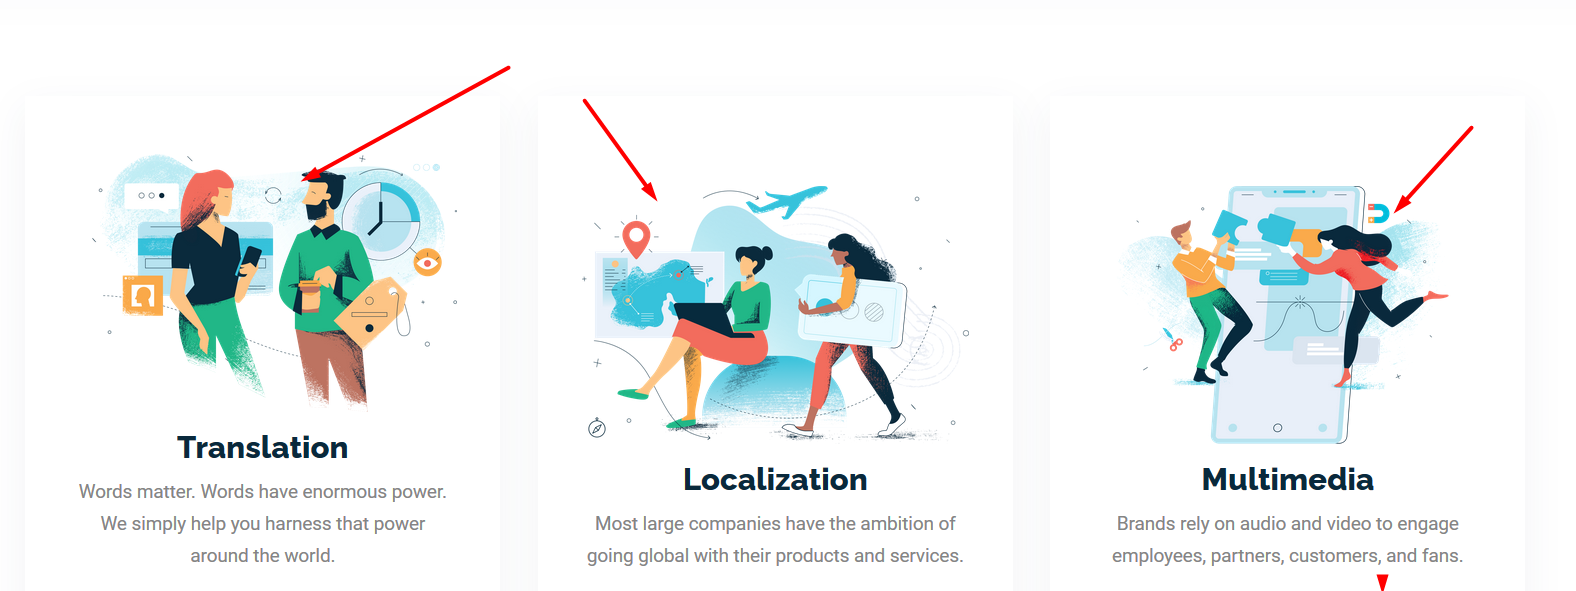 Translation
Words matter. Words have enormous power.
We simply help you harness that power
around the world.
Localization
Most large companies have the ambition of
going global with their products and services.
Multimedia
Brands rely on audio and video to engage
employees, partners, customers, and fans.